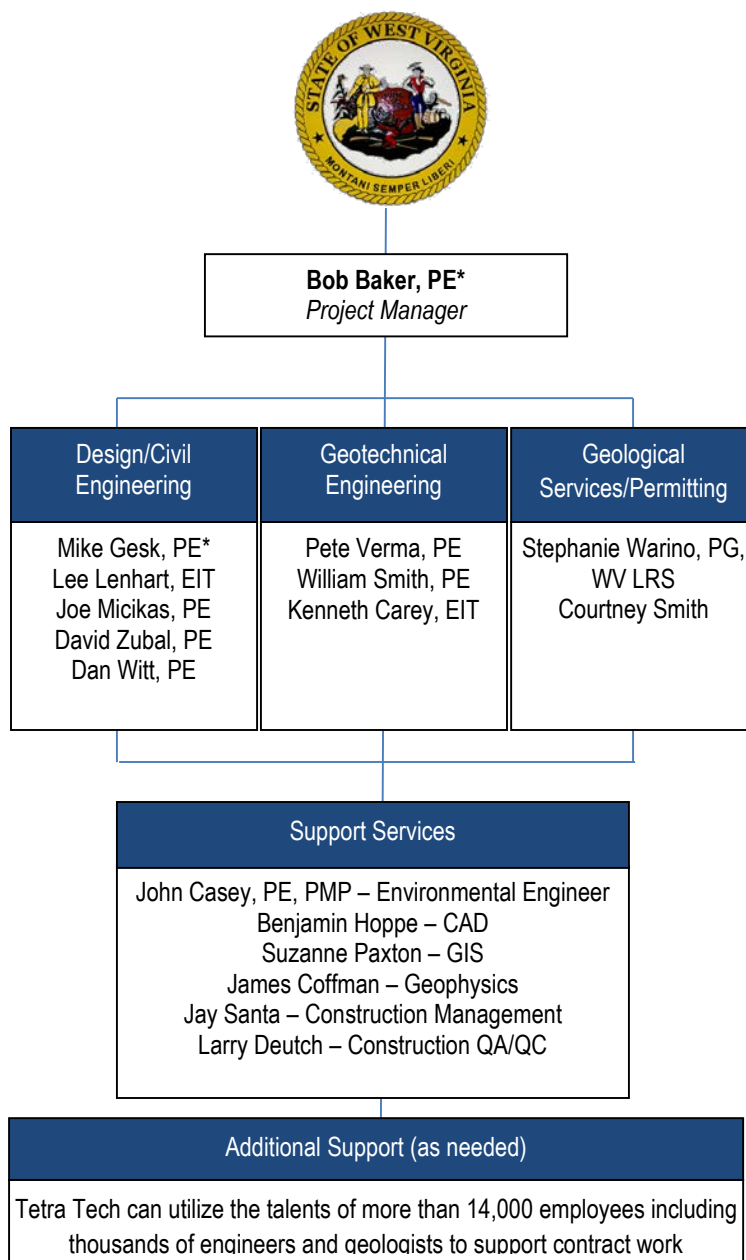 STATE OF WEST VIRGINIA
MONTANI SEMPER LIBERI
Bob Baker, PE*
Project Manager
Design/Civil
Engineering
Mike Gesk, PE*
Lee Lenhart, EIT
Joe Micikas, PE
David Zubal, PE
Dan Witt, PE
Geotechnical
Engineering
Pete Verma, PE
William Smith, PE
Kenneth Carey, EIT
Geological
Services/Permitting
Stephanie Warino, PG,
WV LRS
Courtney Smith
Support Services
John Casey, PE, PMP – Environmental Engineer
Benjamin Hoppe – CAD
Suzanne Paxton – GIS
James Coffman – Geophysics
Jay Santa – Construction Management
Larry Deutch – Construction QA/QC
Additional Support (as needed)
Tetra Tech can utilize the talents of more than 14,000 employees including
thousands of engineers and geologists to support contract work